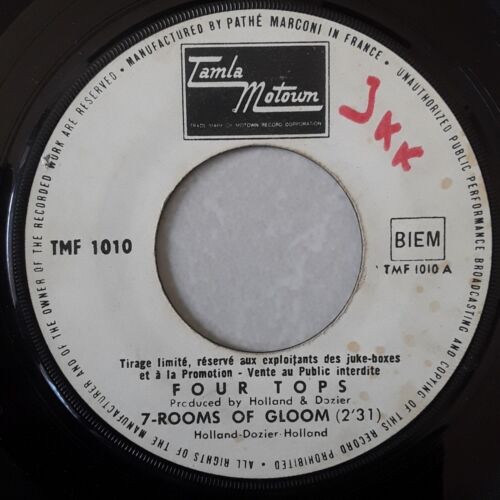 MANUFACTURED BY PATHÉ MARCONI IN FRANCE • UNAUTHORIZED PUBLIC PERFORMANCE BROADCASTING AND COPYING OF THIS RECORD PROHIBITED • ALL RIGHTS OF THE MANUFACTURER AND OF THE OWNER OF THE RECORDED WORK ARE RESERVED •
Tamla
Motown
TRADE MARK OF MOTOWN RECORD CORPORATION
JKK
TMF 1010
BIEM
TMF 1010 A
Tirage limité, réservé aux exploitants des juke-boxes
et à la Promotion - Vente au Public interdite
FOUR TOPS
Produced by Holland & Dozier
7-ROOMS OF GLOOM (2'31)
Holland-Dozier-Holland